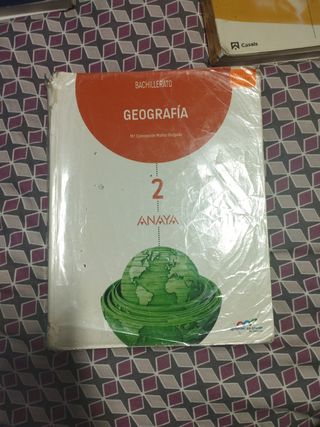 Casals
BACHILLERATO
GEOGRAFÍA
Mª Concepción Muñoz-Delgado
2
ANAYA